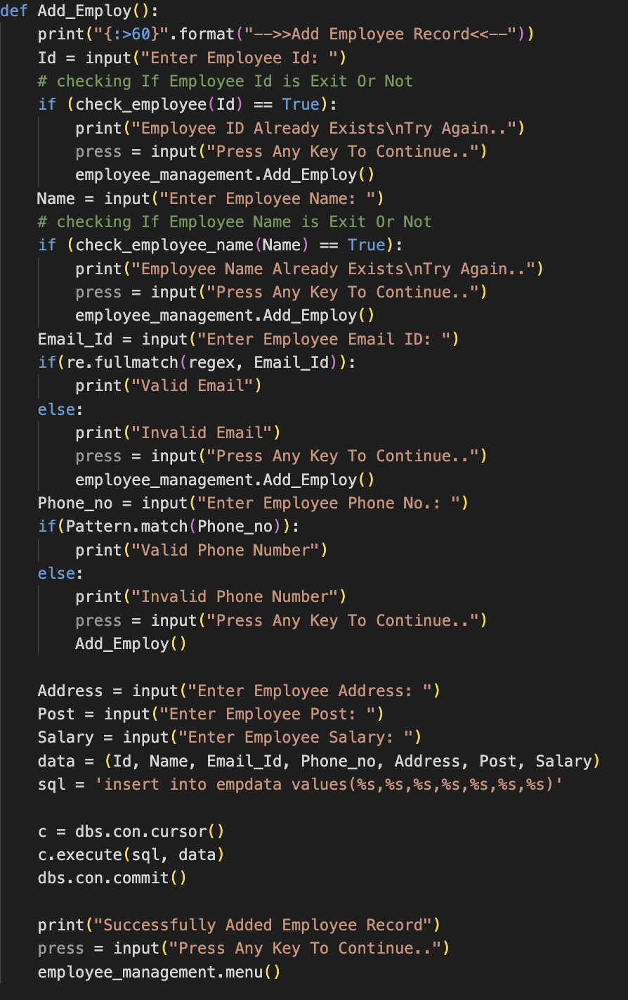 def Add_Employ():
    print("{:>60}".format("-->>Add Employee Record<<--"))
    Id = input("Enter Employee Id: ")
    # checking If Employee Id is Exit Or Not
    if (check_employee(Id) == True):
        print("Employee ID Already Exists\nTry Again..")
        press = input("Press Any Key To Continue..")
        employee_management.Add_Employ()
    Name = input("Enter Employee Name: ")
    # checking If Employee Name is Exit Or Not
    if (check_employee_name(Name) == True):
        print("Employee Name Already Exists\nTry Again..")
        press = input("Press Any Key To Continue..")
        employee_management.Add_Employ()
    Email_Id = input("Enter Employee Email ID: ")
    if(re.fullmatch(regex, Email_Id)):
        print("Valid Email")
    else:
        print("Invalid Email")
        press = input("Press Any Key To Continue..")
        employee_management.Add_Employ()
    Phone_no = input("Enter Employee Phone No.: ")
    if(Pattern.match(Phone_no)):
        print("Valid Phone Number")
    else:
        print("Invalid Phone Number")
        press = input("Press Any Key To Continue..")
        Add_Employ()

    Address = input("Enter Employee Address: ")
    Post = input("Enter Employee Post: ")
    Salary = input("Enter Employee Salary: ")
    data = (Id, Name, Email_Id, Phone_no, Address, Post, Salary)
    sql = 'insert into empdata values(%s,%s,%s,%s,%s,%s,%s)'

    c = dbs.con.cursor()
    c.execute(sql, data)
    dbs.con.commit()

    print("Successfully Added Employee Record")
    press = input("Press Any Key To Continue..")
    employee_management.menu()